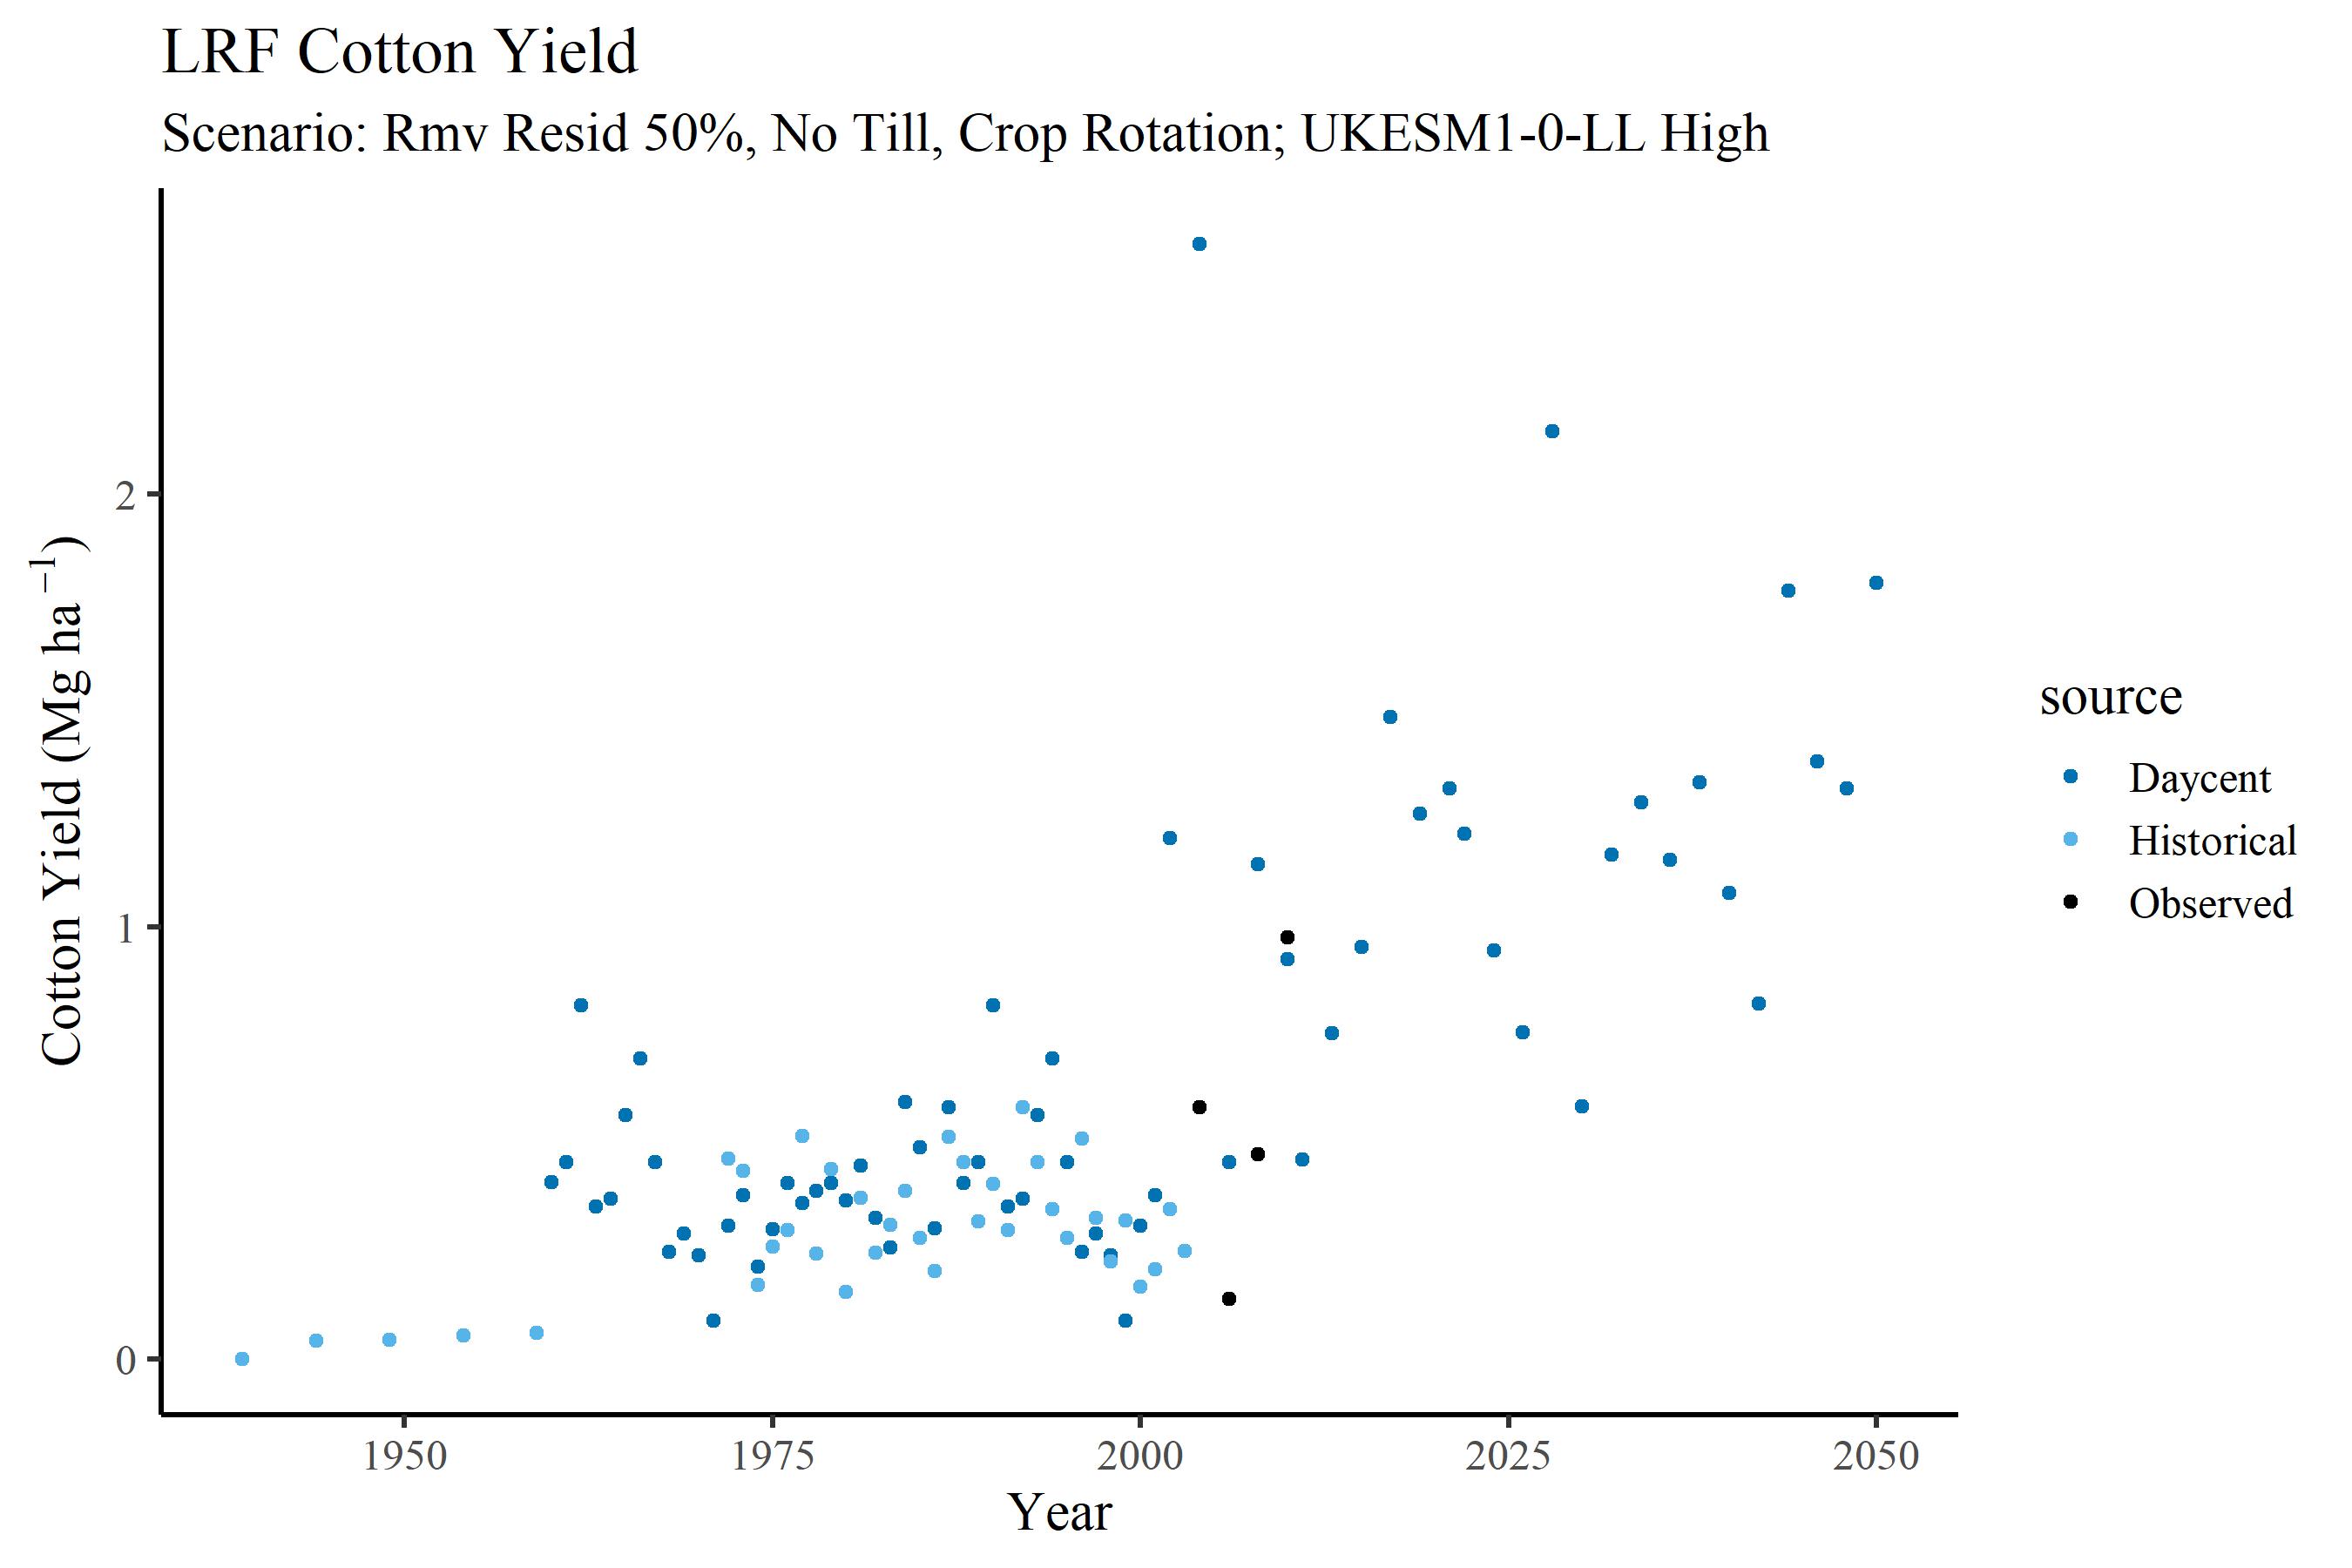 LRF Cotton Yield
Scenario: Rmv Resid 50%, No Till, Crop Rotation; UKESM1-0-LL High
Cotton Yield (Mg ha −1)
2
1
0
1950
1975
2000
2025
2050
Year
source
Daycent
Historical
Observed